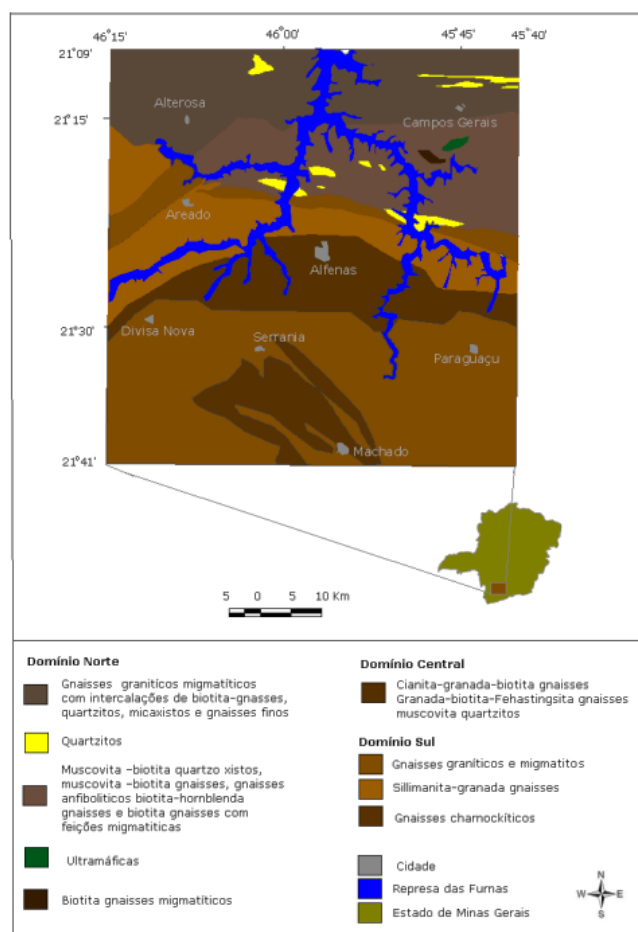 46°15'
46°00'
45°45'
45°40'
21°09'
Alterosa
Campos Gerais
21°15'
Areado
Alfenas
21°30'
Divisa Nova
Serrania
Paraguaçu
Machado
21°41'
5 0 5 10 Km
Domínio Norte
Gnaisses graniticos migmatíticos
com intercalações de biotita-gnasses,
quartzitos, micaxistos e gnaisses finos
Quartzitos
Muscovita -biotita quartzo xistos,
muscovita -biotita gnaisses, gnaisses
anfiboliticos biotita-hornblenda
gnaisses e biotita gnaisses com
feições migmatiticas
Ultramáficas
Biotita gnaisses migmatíticos
Domínio Central
Cianita-granada-biotita gnaisses
Granada-biotita-Fehastingsita gnaisses
muscovita quartzitos
Domínio Sul
Gnaisses graníticos e migmatitos
Sillimanita-granada gnaisses
Gnaisses charnockíticos
Cidade
Represa das Furnas
Estado de Minas Gerais
N
W E
S